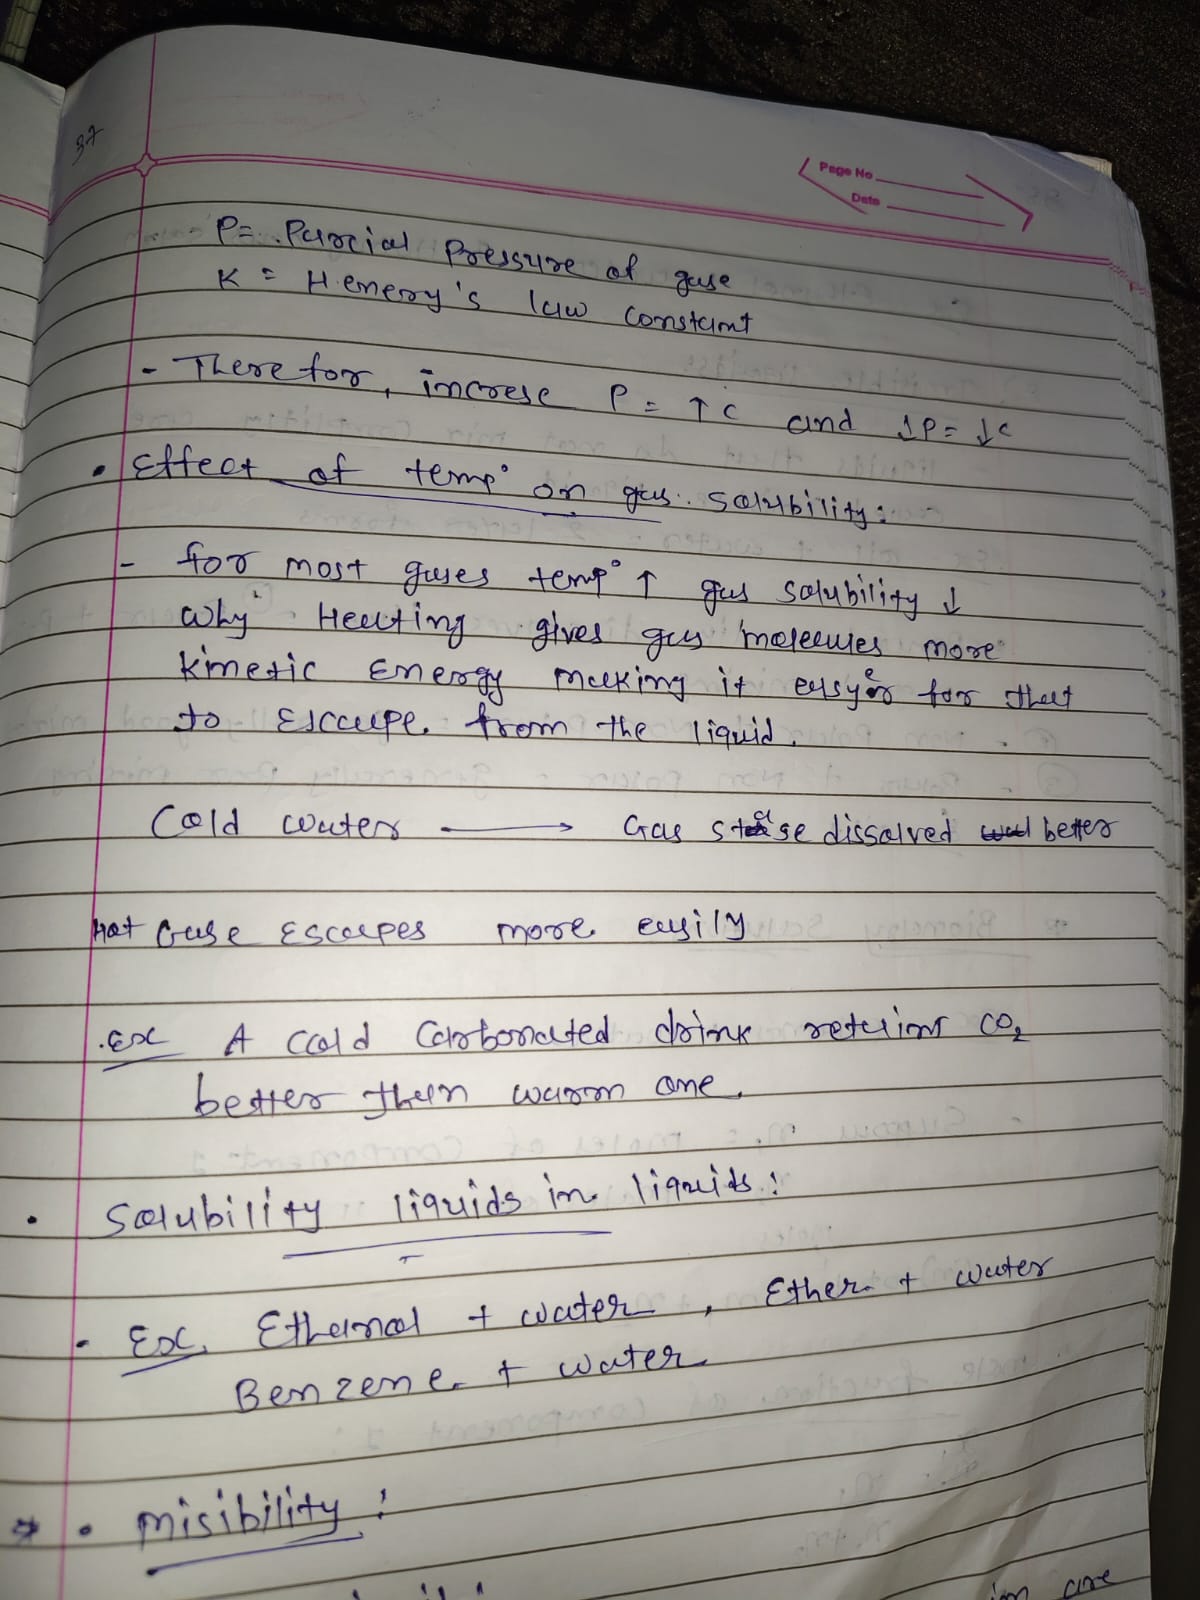 37
Page No
Date
P = Parcial Pressure of gase
K = Henery's law constant
- Therefor, increse P = ↑c and ↓P = ↓c
• Effect of temp° on gas solubility:
- for most gases temp° ↑ gas solubility ↓
Why Heating gives gas moleeules more
kinetic Energy making it easyer for that
to Escape from the liquid.
Cold water → Gas stase dissolved better
Hot Gase Escapes more easily
.Ex A Cold Carbonated drink retains CO₂
better then warm one.
• Solubility liquids in liquids:
• Ex. Ethanol + water, Ether + water
Benzene + water
• misibility:
are